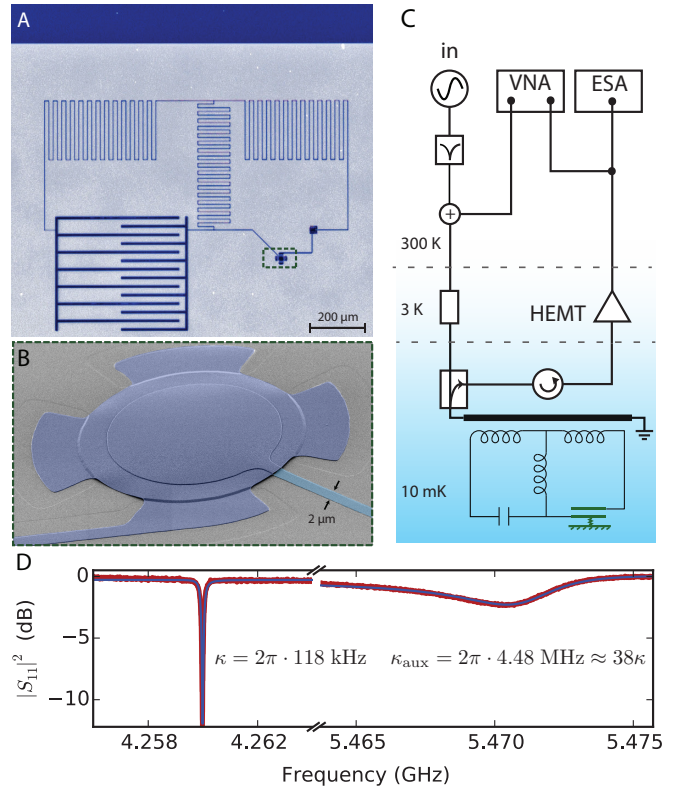 A
200 μm
B
2 μm
C
in
VNA
ESA
+
300 K
3 K
HEMT
10 mK
D
|S₁₁|² (dB)
0
−5
−10
κ = 2π · 118 kHz
κ_aux = 2π · 4.48 MHz ≈ 38κ
4.258
4.262
5.465
5.470
5.475
Frequency (GHz)